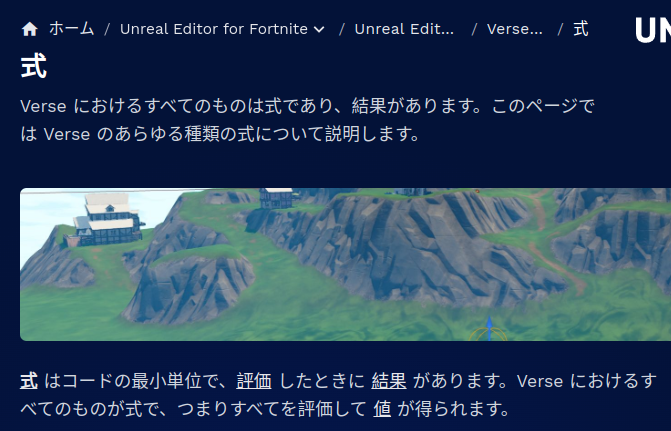 ホーム / Unreal Editor for Fortnite / Unreal Edit... / Verse... / 式
式
Verse におけるすべてのものは式であり、結果があります。このページで
は Verse のあらゆる種類の式について説明します。
式 はコードの最小単位で、評価 したときに 結果 があります。Verse におけるす
べてのものが式で、つまりすべてを評価して 値 が得られます。